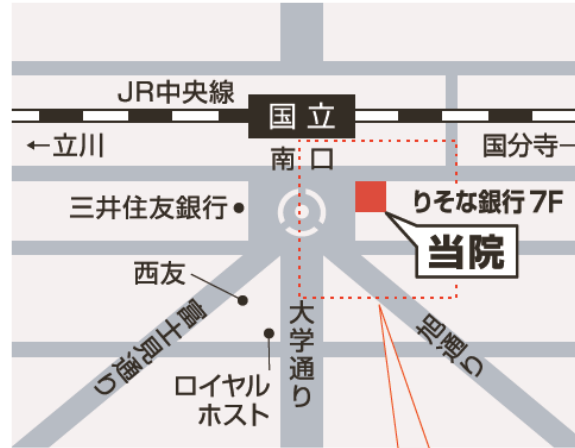 JR中央線
国立
←立川
南口
国分寺
三井住友銀行
りそな銀行 7F
当院
西友
富士見通り
大学通り
旭通り
ロイヤル
ホスト